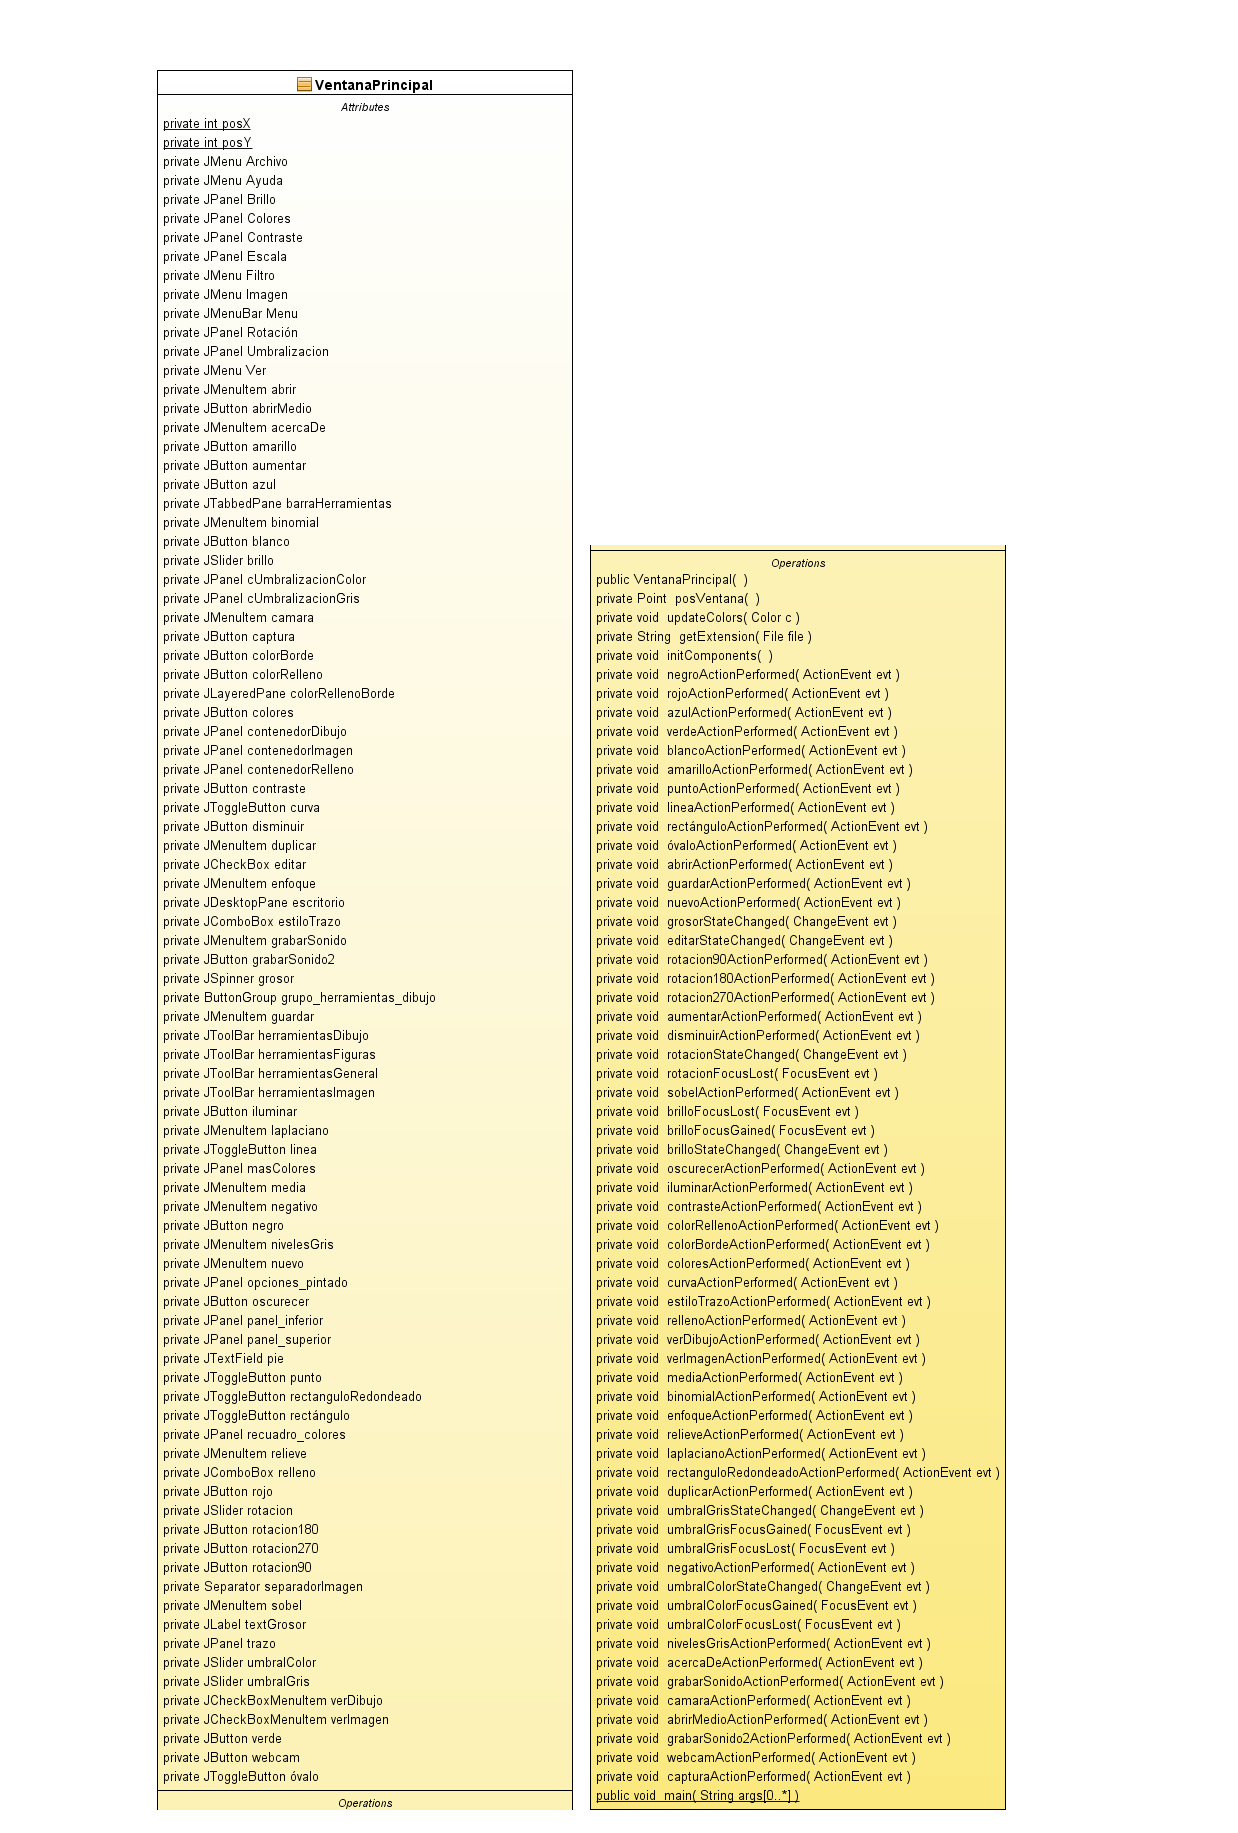 VentanaPrincipal
Attributes
private int posX
private int posY
private JMenu Archivo
private JMenu Ayuda
private JPanel Brillo
private JPanel Colores
private JPanel Contraste
private JPanel Escala
private JMenu Filtro
private JMenu Imagen
private JMenuBar Menu
private JPanel Rotación
private JPanel Umbralizacion
private JMenu Ver
private JMenuItem abrir
private JButton abrirMedio
private JMenuItem acercaDe
private JButton amarillo
private JButton aumentar
private JButton azul
private JTabbedPane barraHerramientas
private JMenuItem binomial
private JButton blanco
private JSlider brillo
private JPanel cUmbralizacionColor
private JPanel cUmbralizacionGris
private JMenuItem camara
private JButton captura
private JButton colorBorde
private JButton colorRelleno
private JLayeredPane colorRellenoBorde
private JButton colores
private JPanel contenedorDibujo
private JPanel contenedorImagen
private JPanel contenedorRelleno
private JButton contraste
private JToggleButton curva
private JButton disminuir
private JMenuItem duplicar
private JCheckBox editar
private JMenuItem enfoque
private JDesktopPane escritorio
private JComboBox estiloTrazo
private JMenuItem grabarSonido
private JButton grabarSonido2
private JSpinner grosor
private ButtonGroup grupo_herramientas_dibujo
private JMenuItem guardar
private JToolBar herramientasDibujo
private JToolBar herramientasFiguras
private JToolBar herramientasGeneral
private JToolBar herramientasImagen
private JButton iluminar
private JMenuItem laplaciano
private JToggleButton linea
private JPanel masColores
private JMenuItem media
private JMenuItem negativo
private JButton negro
private JMenuItem nivelesGris
private JMenuItem nuevo
private JPanel opciones_pintado
private JButton oscurecer
private JPanel panel_inferior
private JPanel panel_superior
private JTextField pie
private JToggleButton punto
private JToggleButton rectanguloRedondeado
private JToggleButton rectángulo
private JPanel recuadro_colores
private JMenuItem relieve
private JComboBox relleno
private JButton rojo
private JSlider rotacion
private JButton rotacion180
private JButton rotacion270
private JButton rotacion90
private Separator separadorImagen
private JMenuItem sobel
private JLabel textGrosor
private JPanel trazo
private JSlider umbralColor
private JSlider umbralGris
private JCheckBoxMenuItem verDibujo
private JCheckBoxMenuItem verImagen
private JButton verde
private JButton webcam
private JToggleButton óvalo
Operations
Operations
public VentanaPrincipal(  )
private Point  posVentana(  )
private void  updateColors( Color c )
private String  getExtension( File file )
private void  initComponents(  )
private void  negroActionPerformed( ActionEvent evt )
private void  rojoActionPerformed( ActionEvent evt )
private void  azulActionPerformed( ActionEvent evt )
private void  verdeActionPerformed( ActionEvent evt )
private void  blancoActionPerformed( ActionEvent evt )
private void  amarilloActionPerformed( ActionEvent evt )
private void  puntoActionPerformed( ActionEvent evt )
private void  lineaActionPerformed( ActionEvent evt )
private void  rectánguloActionPerformed( ActionEvent evt )
private void  óvaloActionPerformed( ActionEvent evt )
private void  abrirActionPerformed( ActionEvent evt )
private void  guardarActionPerformed( ActionEvent evt )
private void  nuevoActionPerformed( ActionEvent evt )
private void  grosorStateChanged( ChangeEvent evt )
private void  editarStateChanged( ChangeEvent evt )
private void  rotacion90ActionPerformed( ActionEvent evt )
private void  rotacion180ActionPerformed( ActionEvent evt )
private void  rotacion270ActionPerformed( ActionEvent evt )
private void  aumentarActionPerformed( ActionEvent evt )
private void  disminuirActionPerformed( ActionEvent evt )
private void  rotacionStateChanged( ChangeEvent evt )
private void  rotacionFocusLost( FocusEvent evt )
private void  sobelActionPerformed( ActionEvent evt )
private void  brilloFocusLost( FocusEvent evt )
private void  brilloFocusGained( FocusEvent evt )
private void  brilloStateChanged( ChangeEvent evt )
private void  oscurecerActionPerformed( ActionEvent evt )
private void  iluminarActionPerformed( ActionEvent evt )
private void  contrasteActionPerformed( ActionEvent evt )
private void  colorRellenoActionPerformed( ActionEvent evt )
private void  colorBordeActionPerformed( ActionEvent evt )
private void  coloresActionPerformed( ActionEvent evt )
private void  curvaActionPerformed( ActionEvent evt )
private void  estiloTrazoActionPerformed( ActionEvent evt )
private void  rellenoActionPerformed( ActionEvent evt )
private void  verDibujoActionPerformed( ActionEvent evt )
private void  verImagenActionPerformed( ActionEvent evt )
private void  mediaActionPerformed( ActionEvent evt )
private void  binomialActionPerformed( ActionEvent evt )
private void  enfoqueActionPerformed( ActionEvent evt )
private void  relieveActionPerformed( ActionEvent evt )
private void  laplacianoActionPerformed( ActionEvent evt )
private void  rectanguloRedondeadoActionPerformed( ActionEvent evt )
private void  duplicarActionPerformed( ActionEvent evt )
private void  umbralGrisStateChanged( ChangeEvent evt )
private void  umbralGrisFocusGained( FocusEvent evt )
private void  umbralGrisFocusLost( FocusEvent evt )
private void  negativoActionPerformed( ActionEvent evt )
private void  umbralColorStateChanged( ChangeEvent evt )
private void  umbralColorFocusGained( FocusEvent evt )
private void  umbralColorFocusLost( FocusEvent evt )
private void  nivelesGrisActionPerformed( ActionEvent evt )
private void  acercaDeActionPerformed( ActionEvent evt )
private void  grabarSonidoActionPerformed( ActionEvent evt )
private void  camaraActionPerformed( ActionEvent evt )
private void  abrirMedioActionPerformed( ActionEvent evt )
private void  grabarSonido2ActionPerformed( ActionEvent evt )
private void  webcamActionPerformed( ActionEvent evt )
private void  capturaActionPerformed( ActionEvent evt )
public void  main( String args[0..*] )